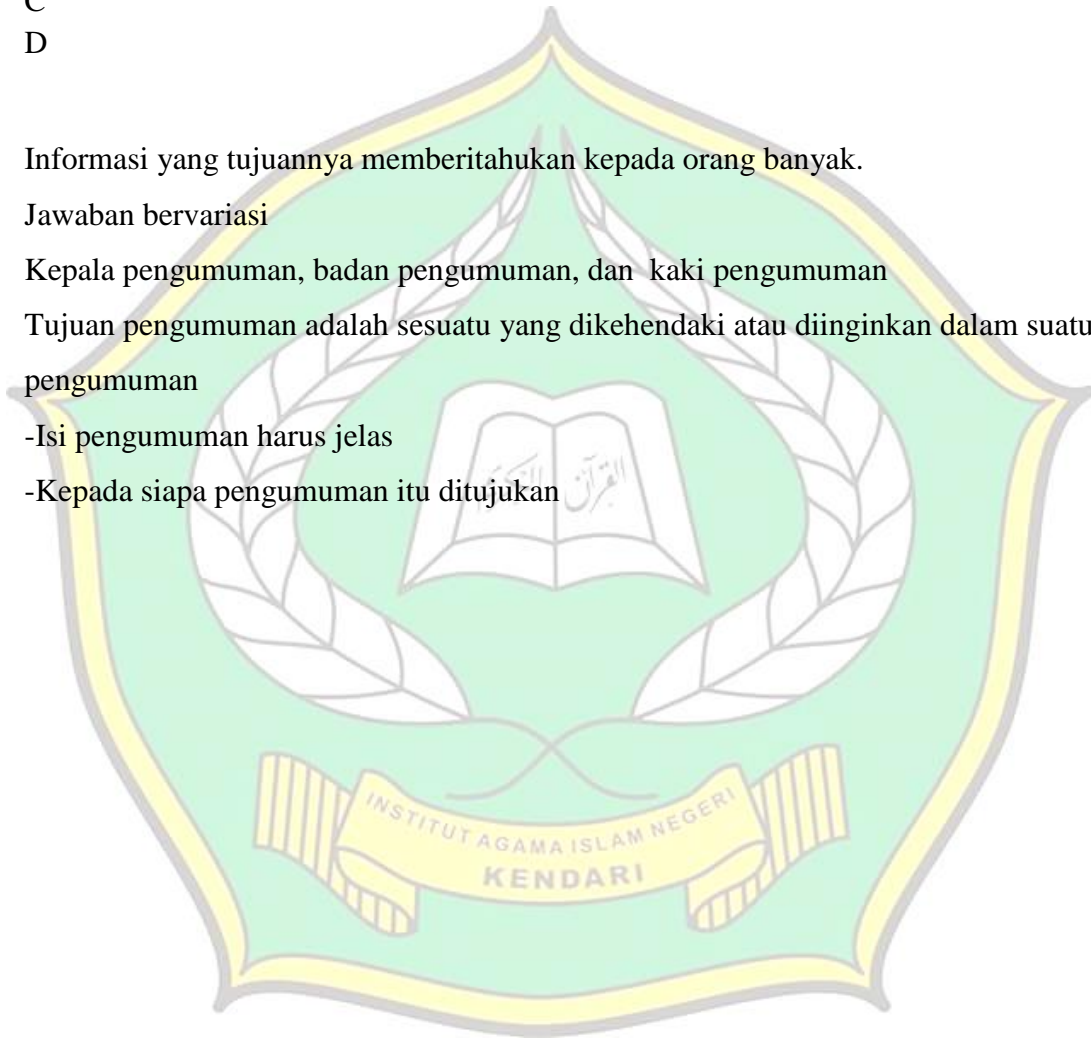 C
D
Informasi yang tujuannya memberitahukan kepada orang banyak.
Jawaban bervariasi
Kepala pengumuman, badan pengumuman, dan  kaki pengumuman
Tujuan pengumuman adalah sesuatu yang dikehendaki atau diinginkan dalam suatu
pengumuman
-Isi pengumuman harus jelas
-Kepada siapa pengumuman itu ditujukan
القرآن الكريم
INSTITUT AGAMA ISLAM NEGERI
KENDARI